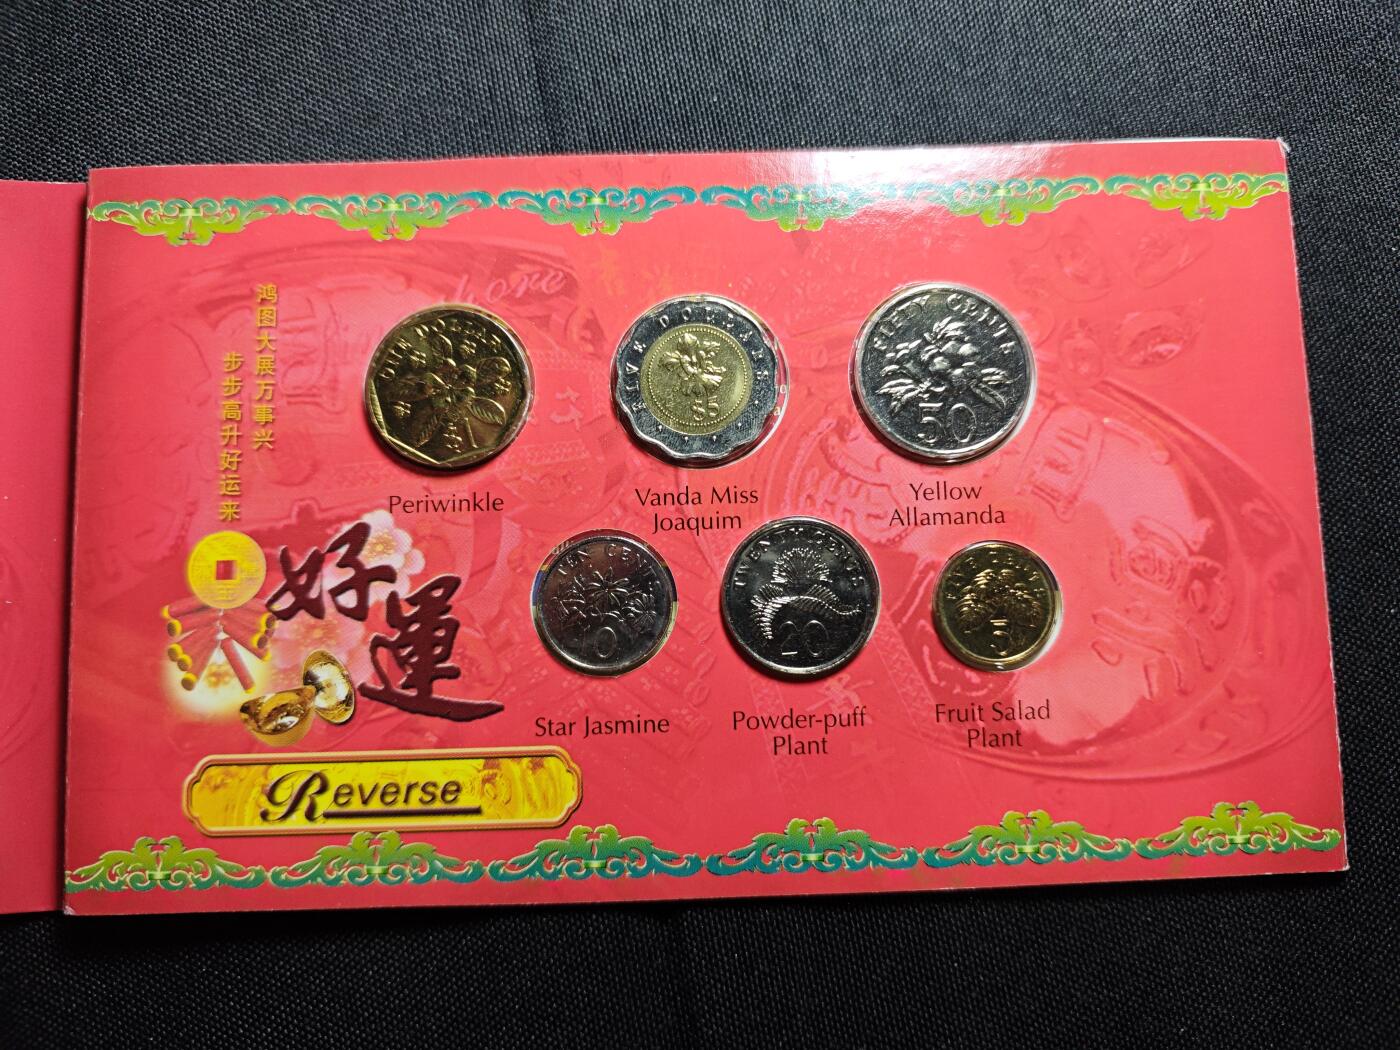 鸿图大展万事兴
步步高升好运来
好運
Reverse
ONE DOLLAR
1
Periwinkle
FIVE DOLLARS
$5
Vanda Miss
Joaquim
FIFTY CENTS
50
Yellow
Allamanda
TEN CENTS
Star Jasmine
TWENTY CENTS
20
Powder-puff
Plant
FIVE CENTS
5
Fruit Salad
Plant